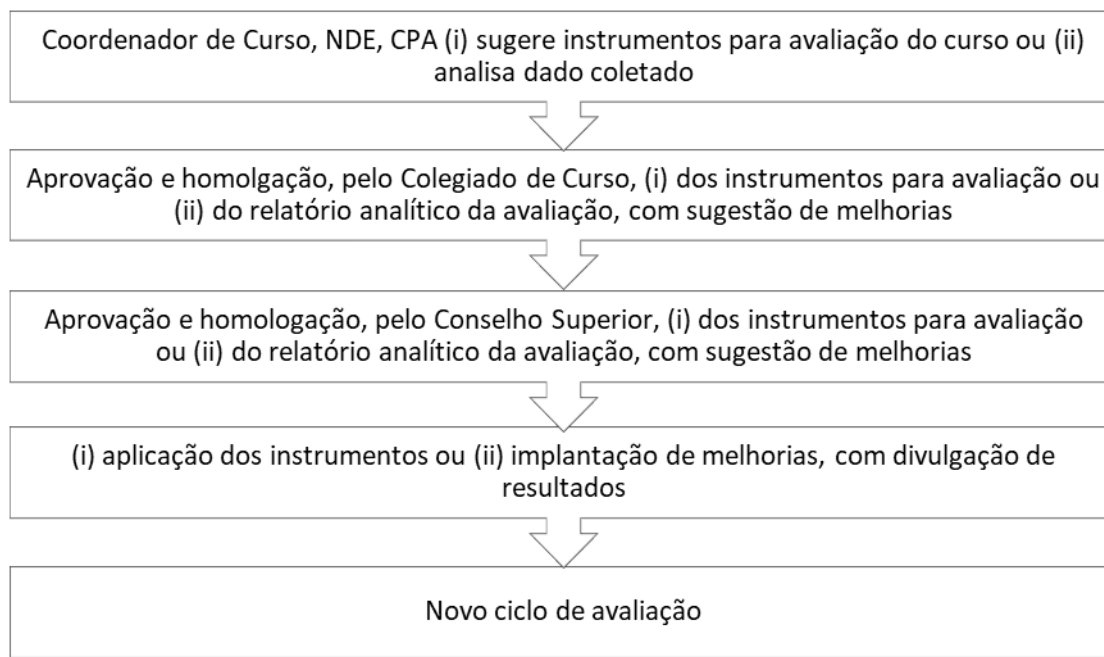 Coordenador de Curso, NDE, CPA (i) sugere instrumentos para avaliação do curso ou (ii)
analisa dado coletado
Aprovação e homolgação, pelo Colegiado de Curso, (i) dos instrumentos para avaliação ou
(ii) do relatório analítico da avaliação, com sugestão de melhorias
Aprovação e homologação, pelo Conselho Superior, (i) dos instrumentos para avaliação
ou (ii) do relatório analítico da avaliação, com sugestão de melhorias
(i) aplicação dos instrumentos ou (ii) implantação de melhorias, com divulgação de
resultados
Novo ciclo de avaliação